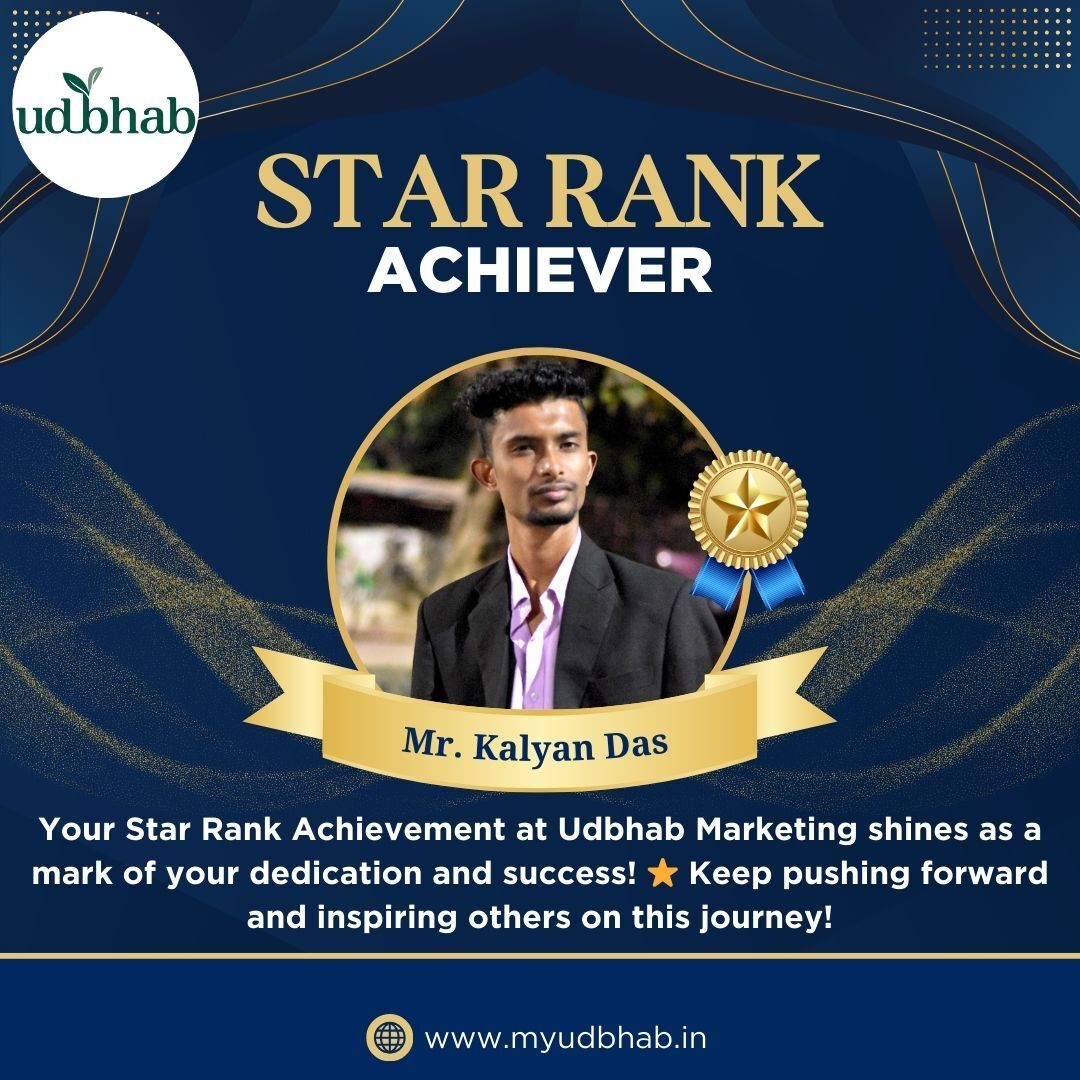 udbhab
STAR RANK
ACHIEVER
Mr. Kalyan Das
Your Star Rank Achievement at Udbhab Marketing shines as a
mark of your dedication and success! ⭐ Keep pushing forward
and inspiring others on this journey!
www.myudbhab.in